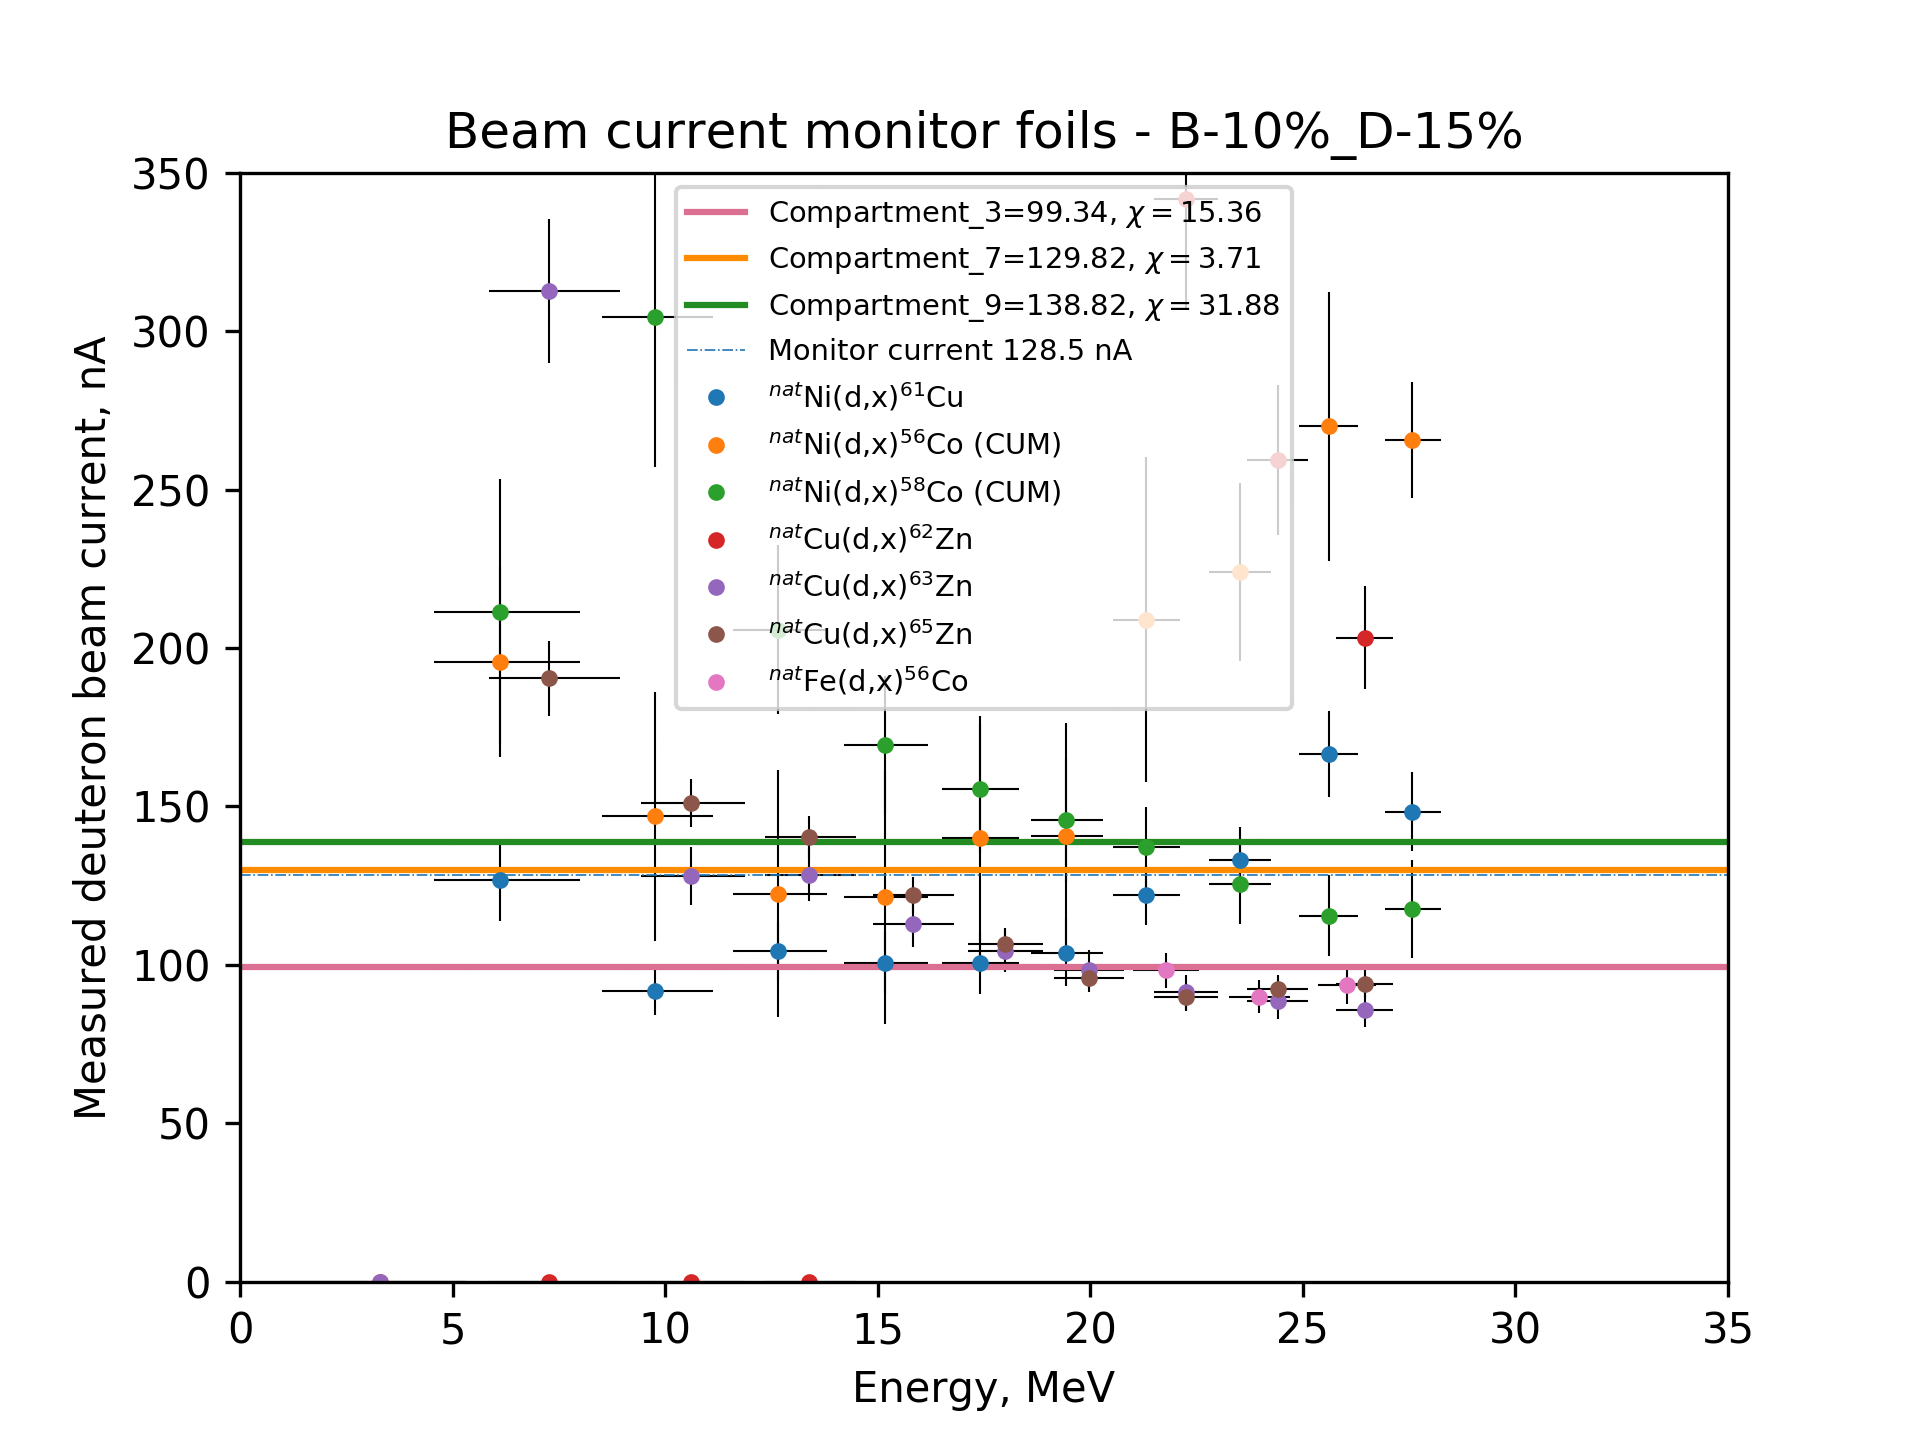 Beam current monitor foils - B-10%_D-15%
Measured deuteron beam current, nA
350
300
250
200
150
100
50
0
Compartment_3=99.34, χ = 15.36
Compartment_7=129.82, χ = 3.71
Compartment_9=138.82, χ = 31.88
Monitor current 128.5 nA
ⁿᵃᵗNi(d,x)⁶¹Cu
ⁿᵃᵗNi(d,x)⁵⁶Co (CUM)
ⁿᵃᵗNi(d,x)⁵⁸Co (CUM)
ⁿᵃᵗCu(d,x)⁶²Zn
ⁿᵃᵗCu(d,x)⁶³Zn
ⁿᵃᵗCu(d,x)⁶⁵Zn
ⁿᵃᵗFe(d,x)⁵⁶Co
0 5 10 15 20 25 30 35
Energy, MeV